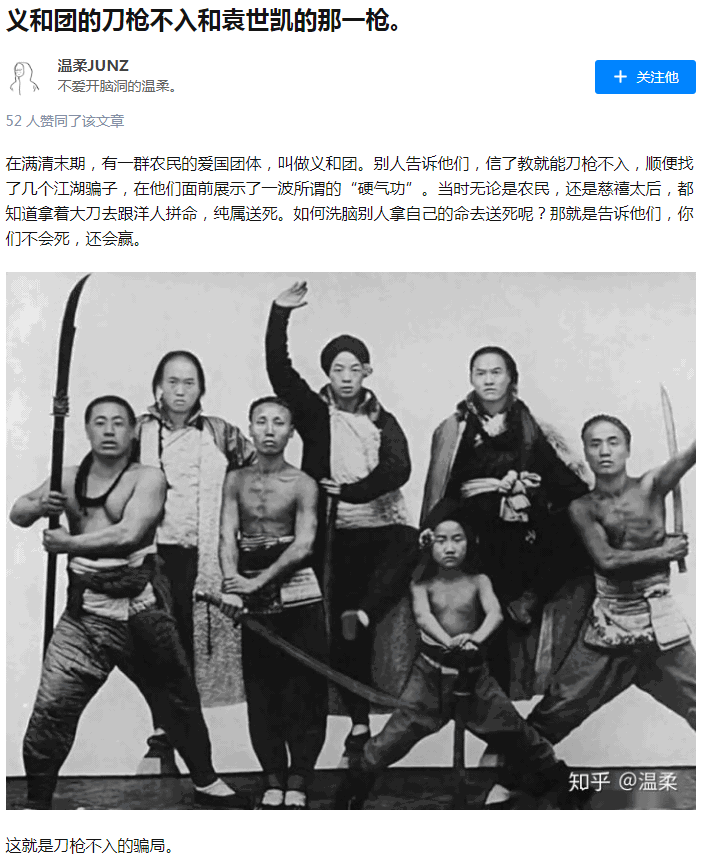 义和团的刀枪不入和袁世凯的那一枪。
温柔JUNZ
不爱开脑洞的温柔。
+ 关注他
52 人赞同了该文章
在满清末期，有一群农民的爱国团体，叫做义和团。别人告诉他们，信了教就能刀枪不入，顺便找
了几个江湖骗子，在他们面前展示了一波所谓的“硬气功”。当时无论是农民，还是慈禧太后，都
知道拿着大刀去跟洋人拼命，纯属送死。如何洗脑别人拿自己的命去送死呢？那就是告诉他们，你
们不会死，还会赢。
知乎 @温柔
这就是刀枪不入的骗局。